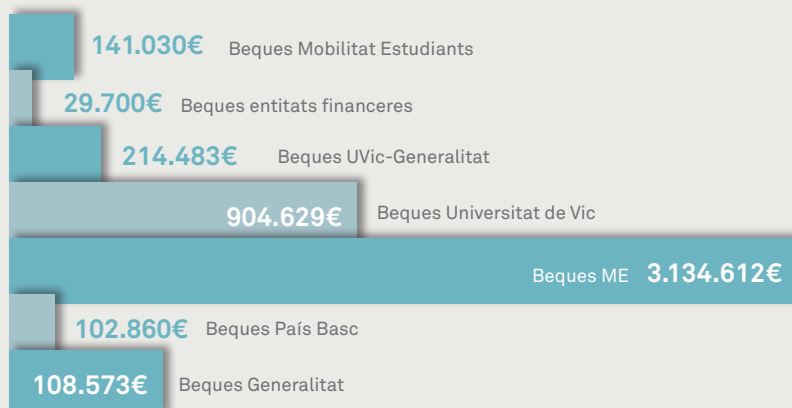 141.030€ Beques Mobilitat Estudiants
29.700€ Beques entitats financeres
214.483€ Beques UVic-Generalitat
904.629€ Beques Universitat de Vic
Beques ME 3.134.612€
102.860€ Beques País Basc
108.573€ Beques Generalitat